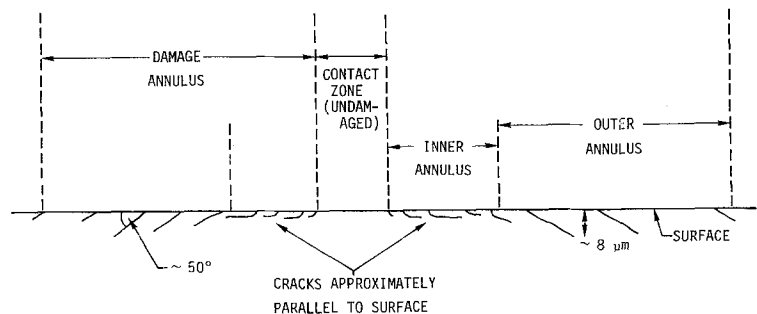 DAMAGE
ANNULUS
CONTACT
ZONE
(UNDAM-
AGED)
INNER
ANNULUS
OUTER
ANNULUS
~ 50°
CRACKS APPROXIMATELY
PARALLEL TO SURFACE
~ 8 µm
SURFACE